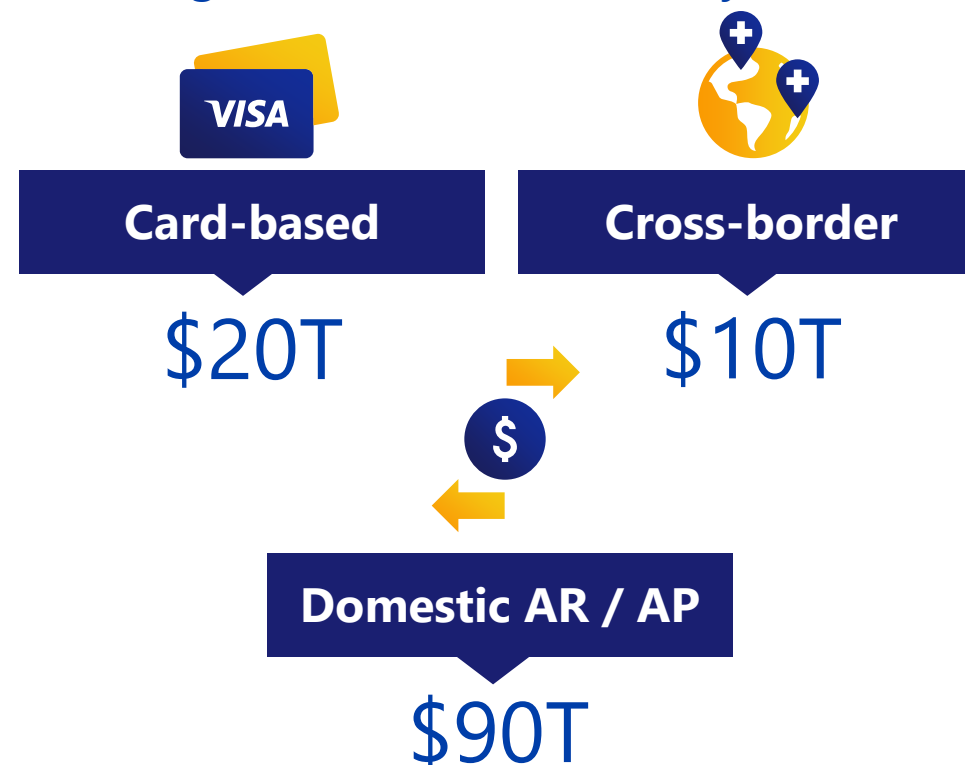 VISA
Card-based
$20T
Cross-border
$10T
$
Domestic AR / AP
$90T